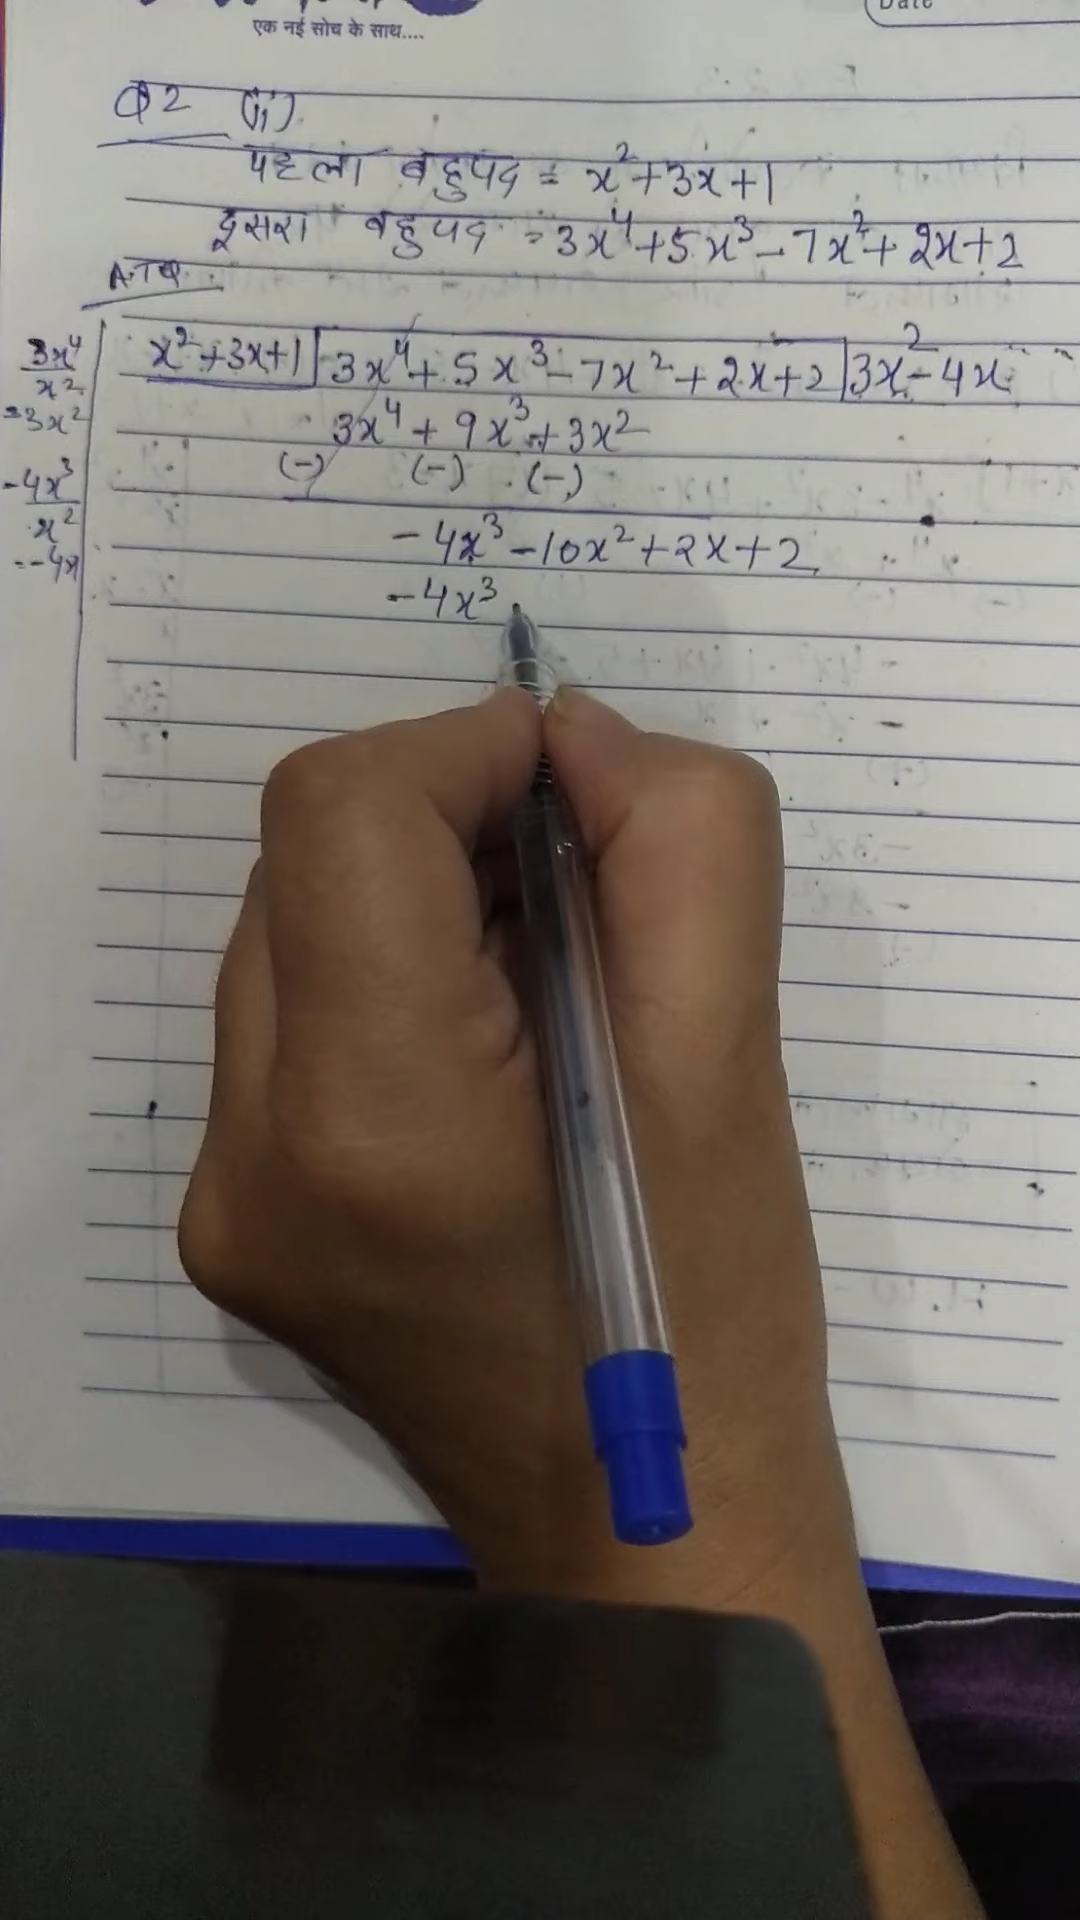 एक नई सोच के साथ....
Date
Q2 (ii)
पहला बहुपद = x²+3x+1
दूसरा बहुपद = 3x⁴+5x³-7x²+2x+2
A.T.Q.
x²+3x+1 3x⁴+5x³-7x²+2x+2 3x²-4x
3x⁴+9x³+3x²
(-) (-) (-)
-4x³-10x²+2x+2
-4x³
3x⁴
x²
=3x²
-4x³
x²
=-4x